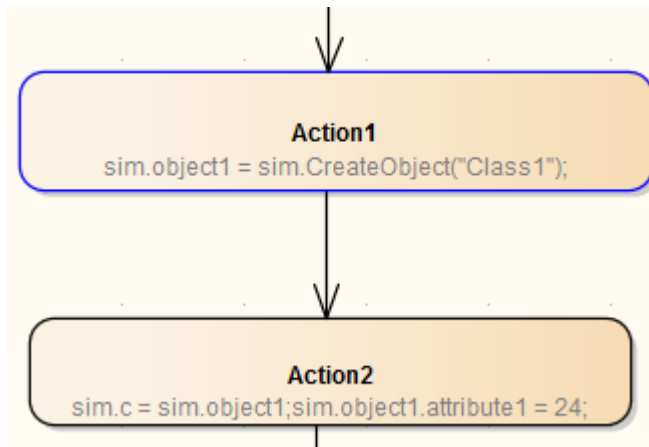 Action1
sim.object1 = sim.CreateObject("Class1");
Action2
sim.c = sim.object1;sim.object1.attribute1 = 24;